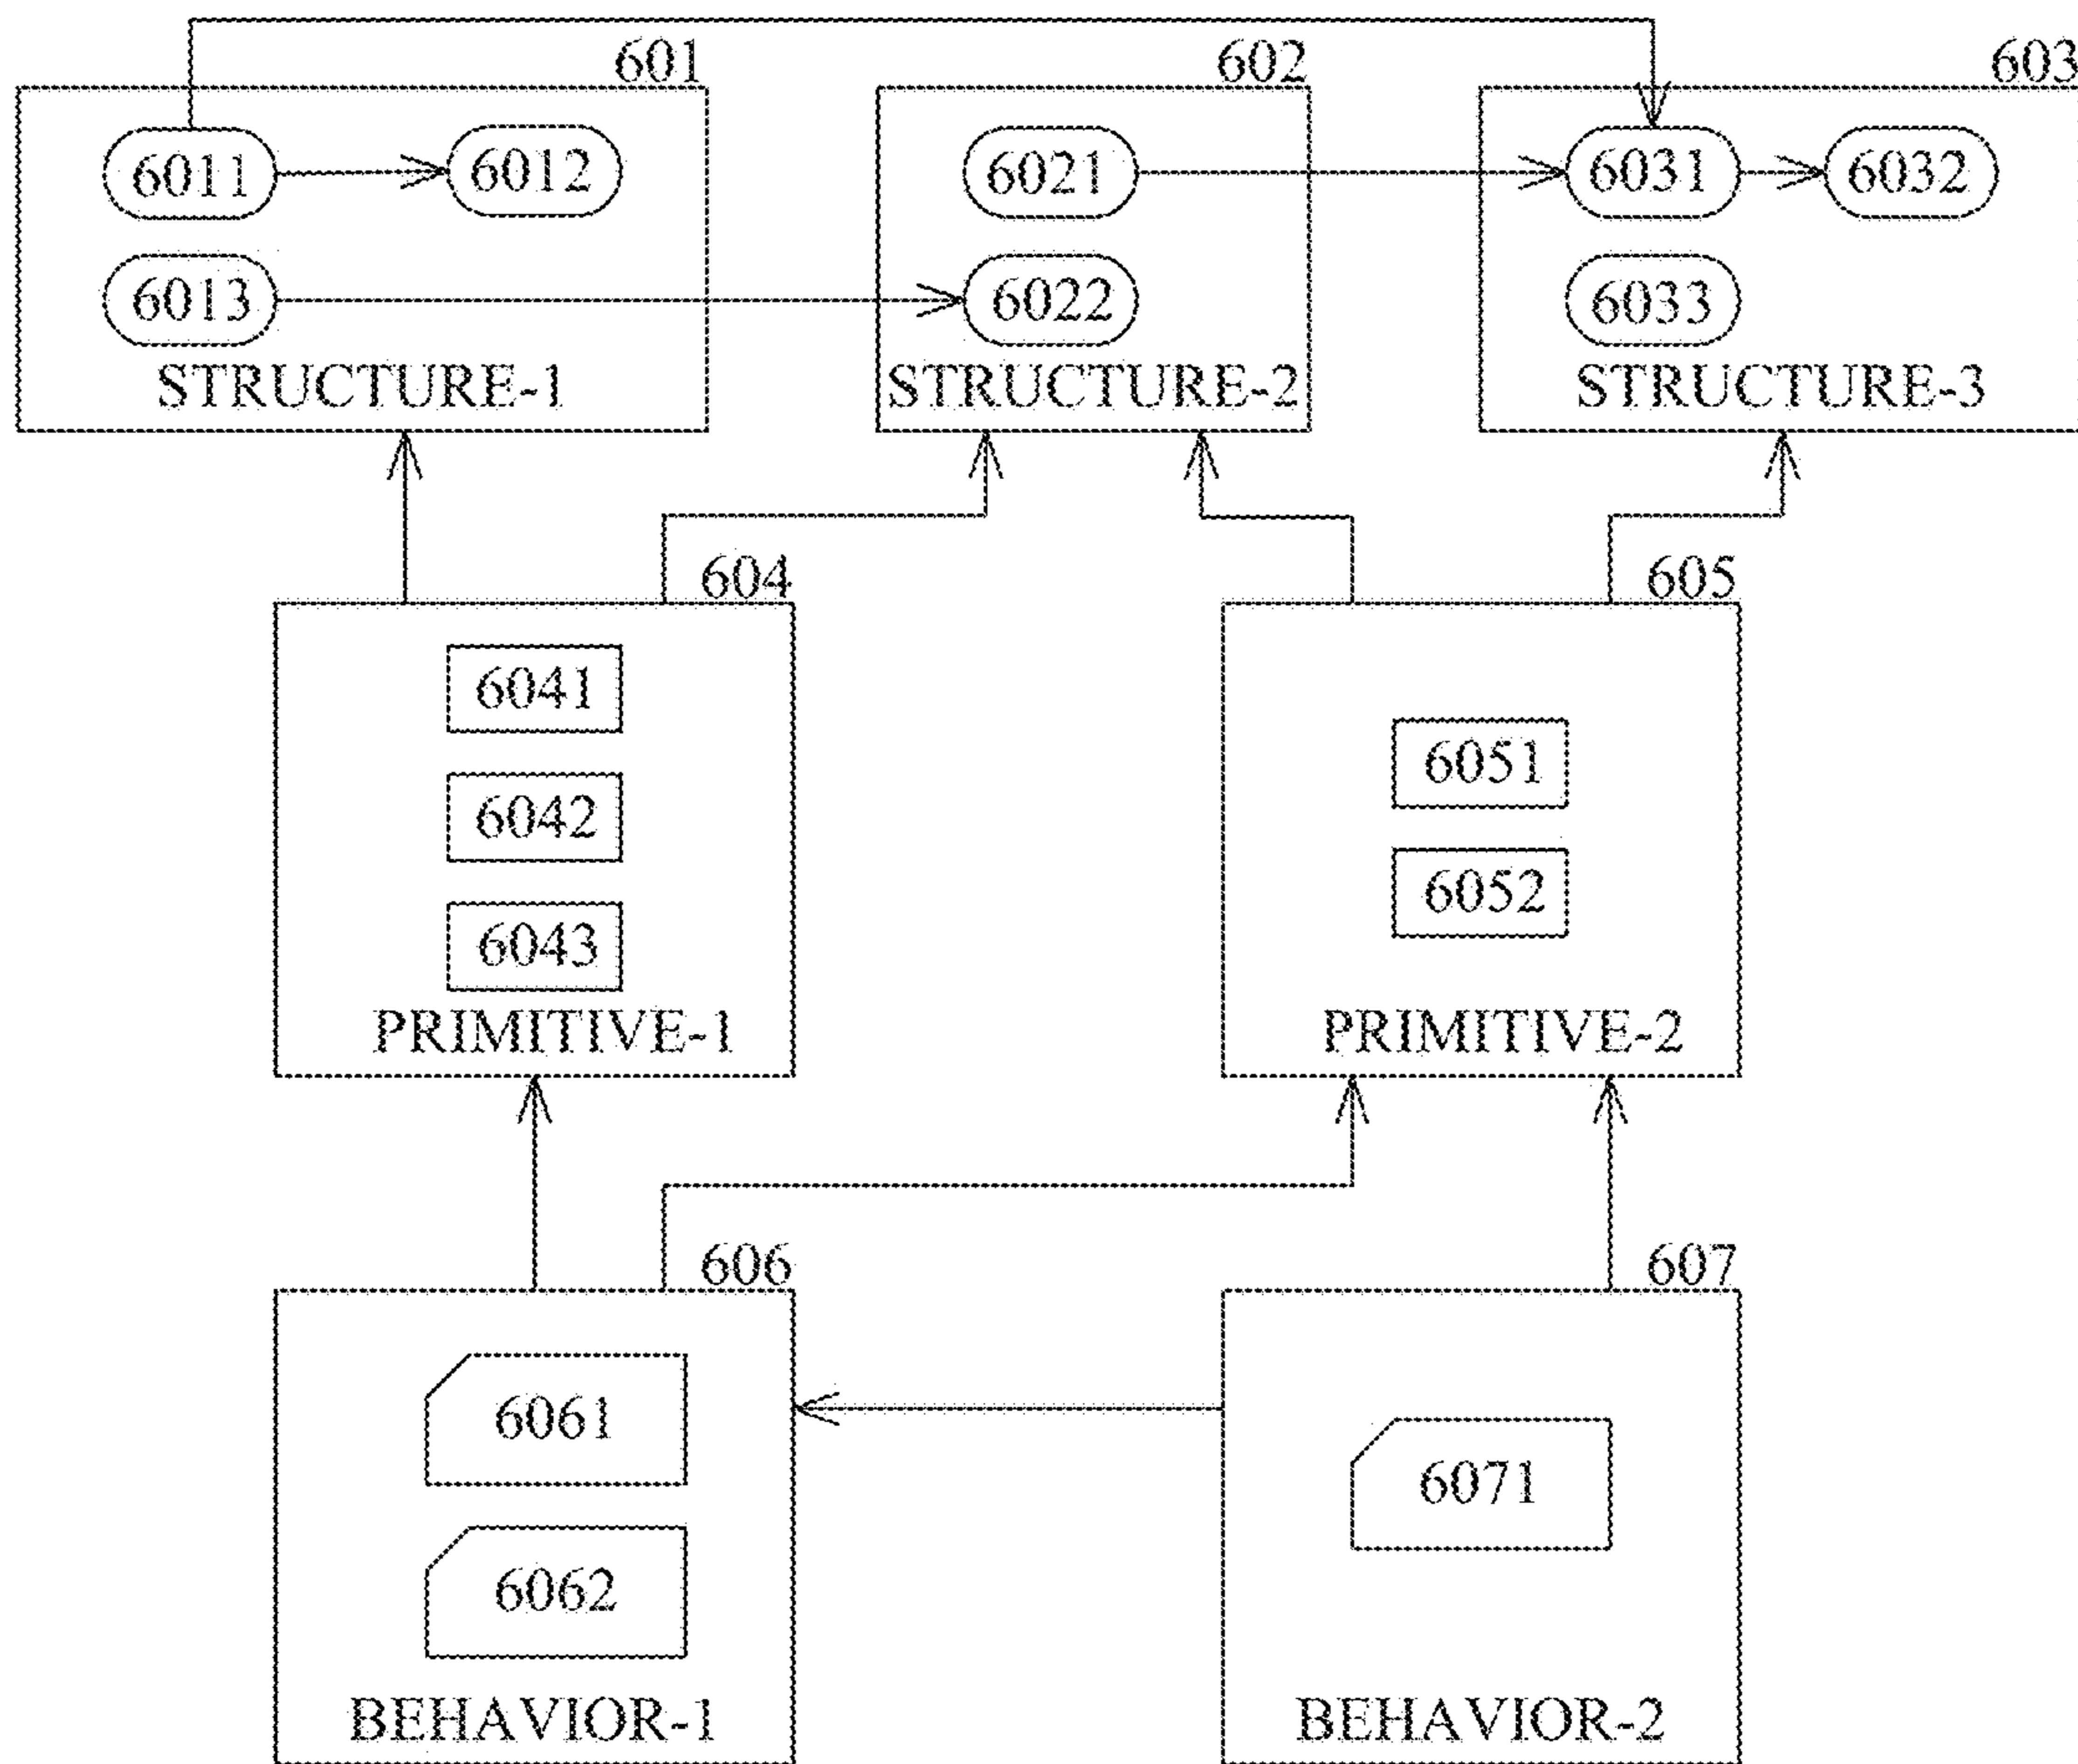 601 602 603
6011 6012 6021 6031 6032
6013 6022 6033
STRUCTURE-1 STRUCTURE-2 STRUCTURE-3
604 605
6041
6051
6042
6052
6043
PRIMITIVE-1 PRIMITIVE-2
606 607
6061
6071
6062
BEHAVIOR-1 BEHAVIOR-2